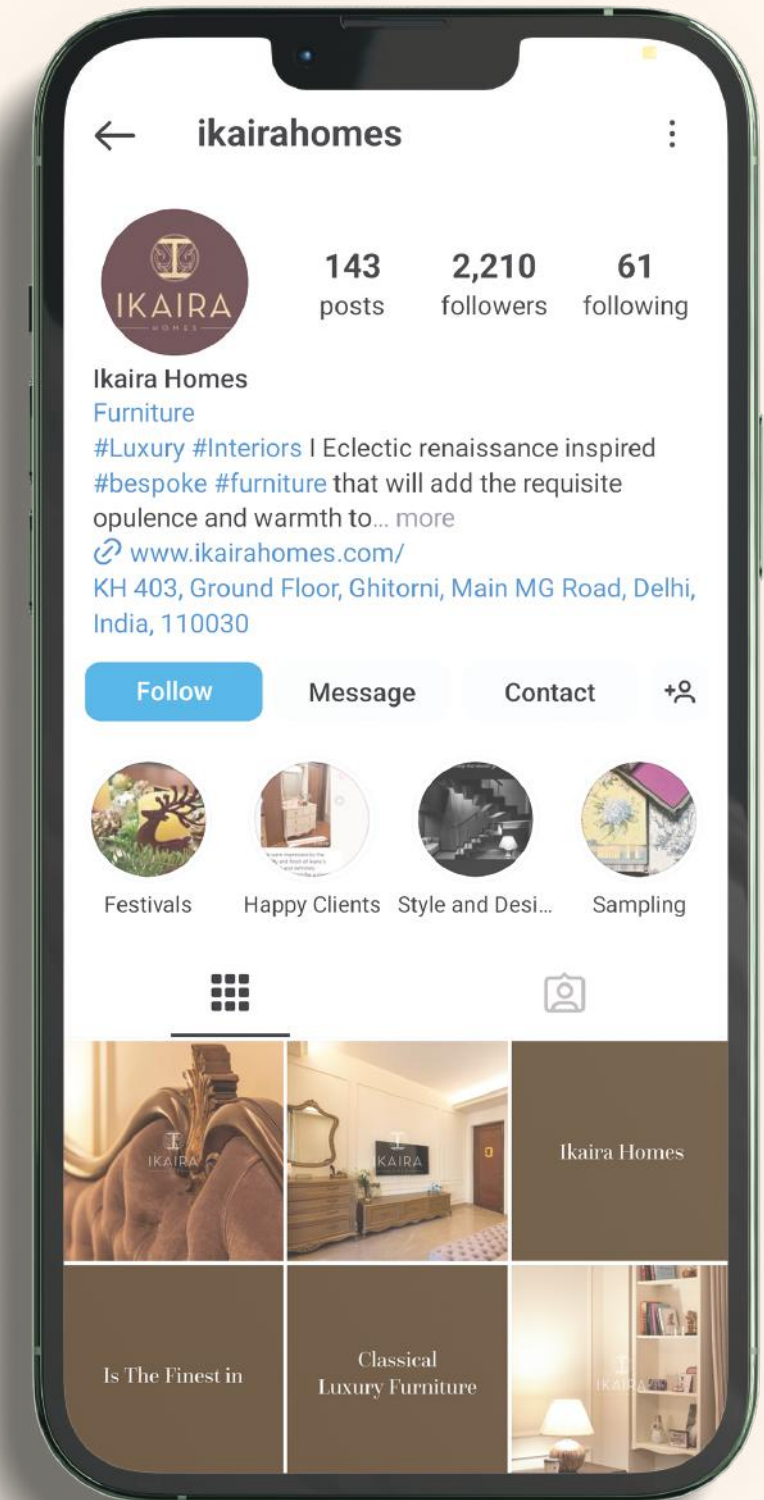 ikairahomes
IKAIRA
HOMES
143
posts
2,210
followers
61
following
Ikaira Homes
Furniture
#Luxury #Interiors I Eclectic renaissance inspired
#bespoke #furniture that will add the requisite
opulence and warmth to... more
www.ikairahomes.com/
KH 403, Ground Floor, Ghitorni, Main MG Road, Delhi,
India, 110030
Follow
Message
Contact
Festivals
Happy Clients
Style and Desi...
Sampling
IKAIRA
IKAIRA
Ikaira Homes
Is The Finest in
Classical
Luxury Furniture
IKAIRA